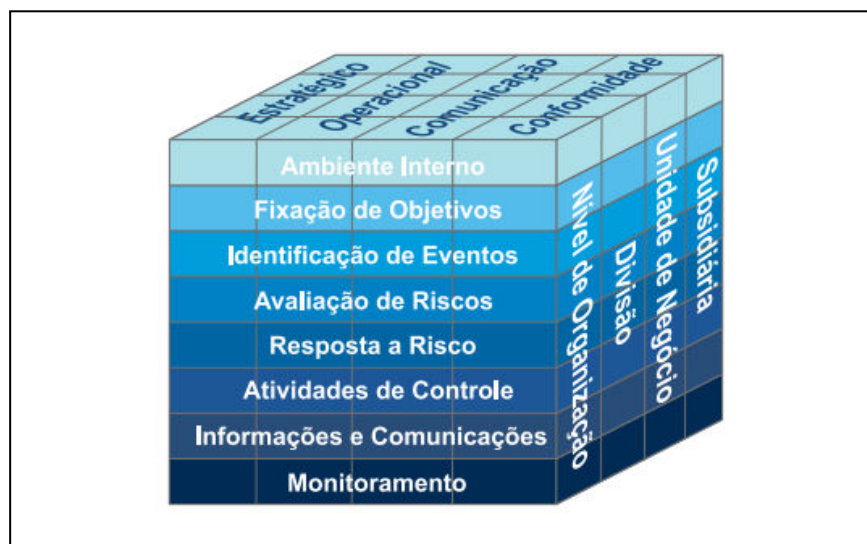 Estratégico
Operacional
Comunicação
Conformidade
Ambiente Interno
Fixação de Objetivos
Identificação de Eventos
Avaliação de Riscos
Resposta a Risco
Atividades de Controle
Informações e Comunicações
Monitoramento
Nivel de Organização
Divisão
Unidade de Negócio
Subsidiária